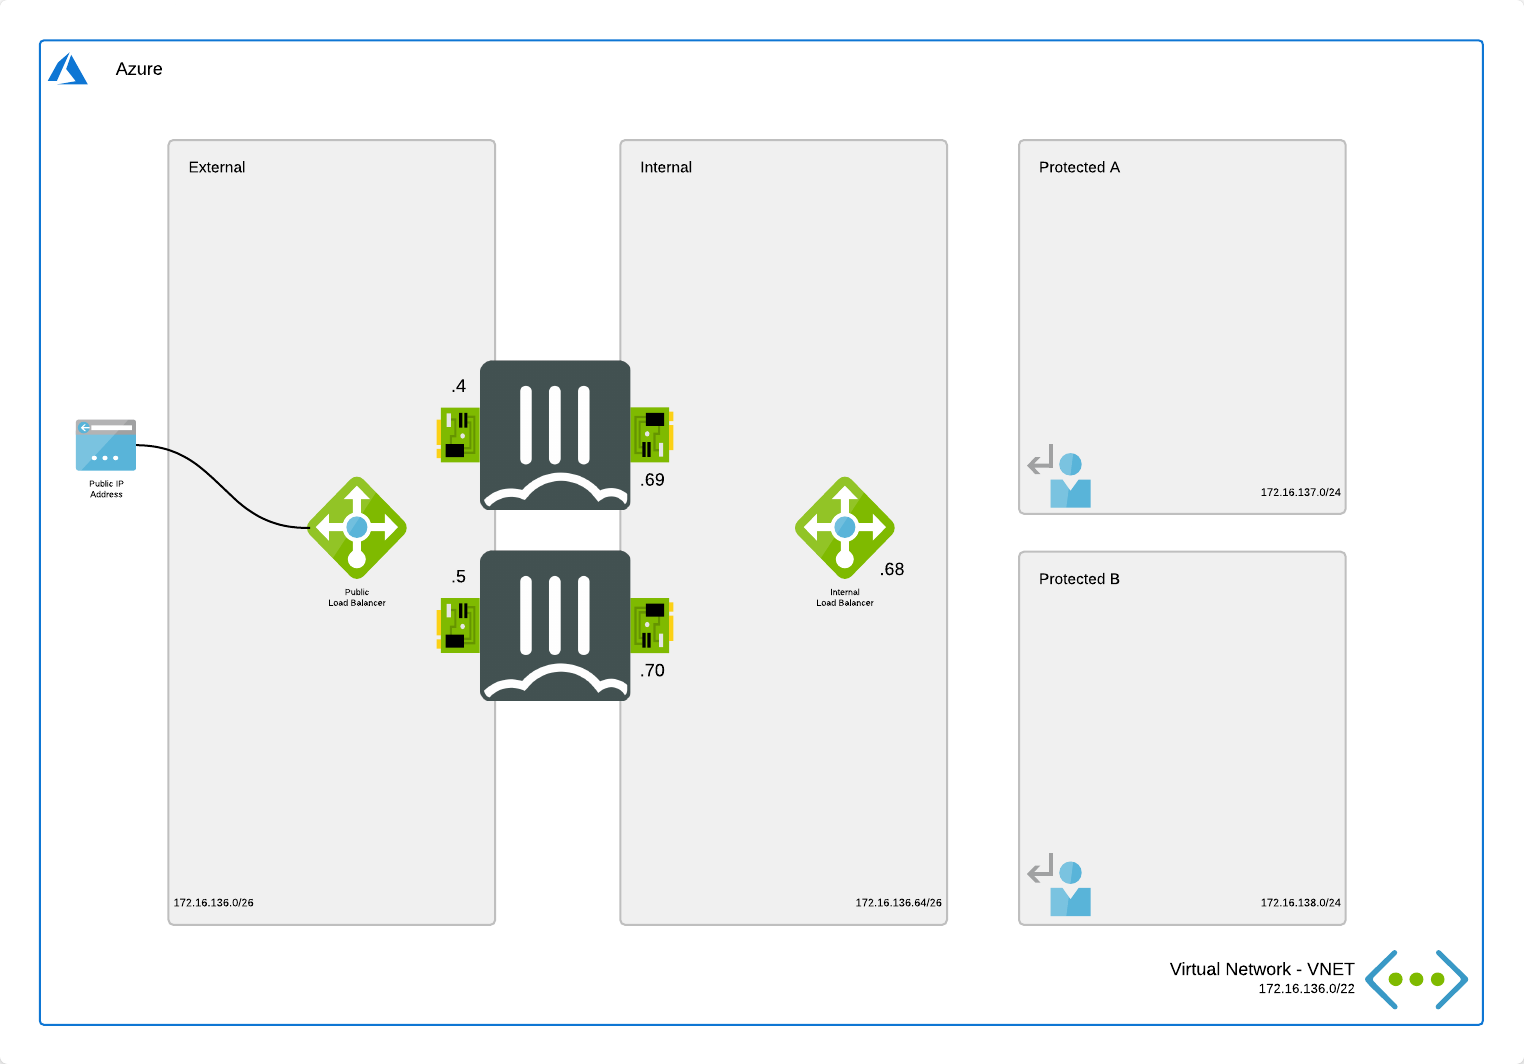 Azure
External
Internal
Protected A
.4
Public IP
Address
.69
172.16.137.0/24
.5
.68
Public
Load Balancer
Internal
Load Balancer
Protected B
.70
172.16.136.0/26
172.16.136.64/26
172.16.138.0/24
Virtual Network - VNET
172.16.136.0/22